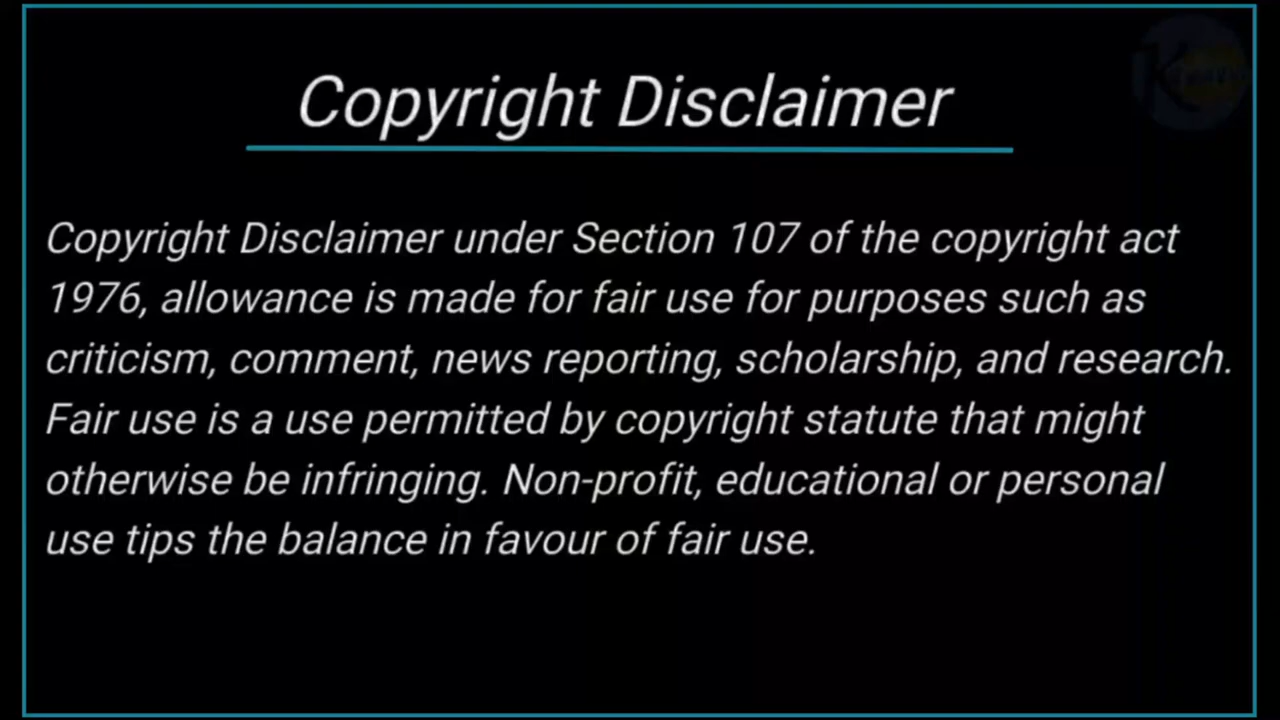 Copyright Disclaimer
Copyright Disclaimer under Section 107 of the copyright act
1976, allowance is made for fair use for purposes such as
criticism, comment, news reporting, scholarship, and research.
Fair use is a use permitted by copyright statute that might
otherwise be infringing. Non-profit, educational or personal
use tips the balance in favour of fair use.